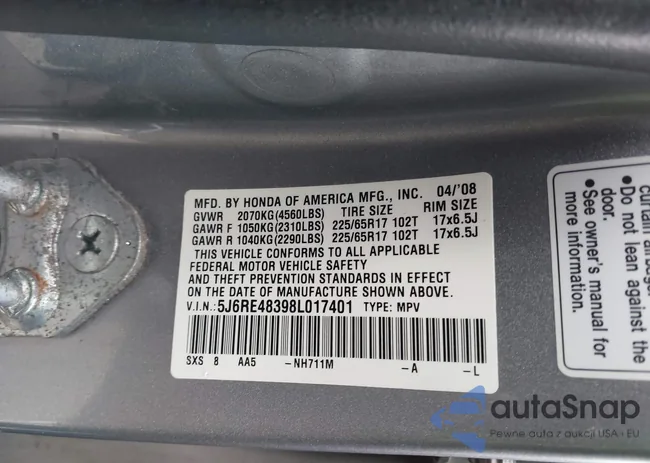 MFD. BY HONDA OF AMERICA MFG., INC. 04/'08
GVWR 2070KG(4560LBS) TIRE SIZE RIM SIZE
GAWR F 1050KG(2310LBS) 225/65R17 102T 17x6.5J
GAWR R 1040KG(2290LBS) 225/65R17 102T 17x6.5J
THIS VEHICLE CONFORMS TO ALL APPLICABLE
FEDERAL MOTOR VEHICLE SAFETY
AND THEFT PREVENTION STANDARDS IN EFFECT
ON THE DATE OF MANUFACTURE SHOWN ABOVE.
V.I.N.:5J6RE48398L017401 TYPE: MPV
SXS 8 AA5 -NH711M -A -L
• Do not lean against the
door.
• See owner's manual for
more information.
autaSnap
Pewne auta z aukcji USA i EU